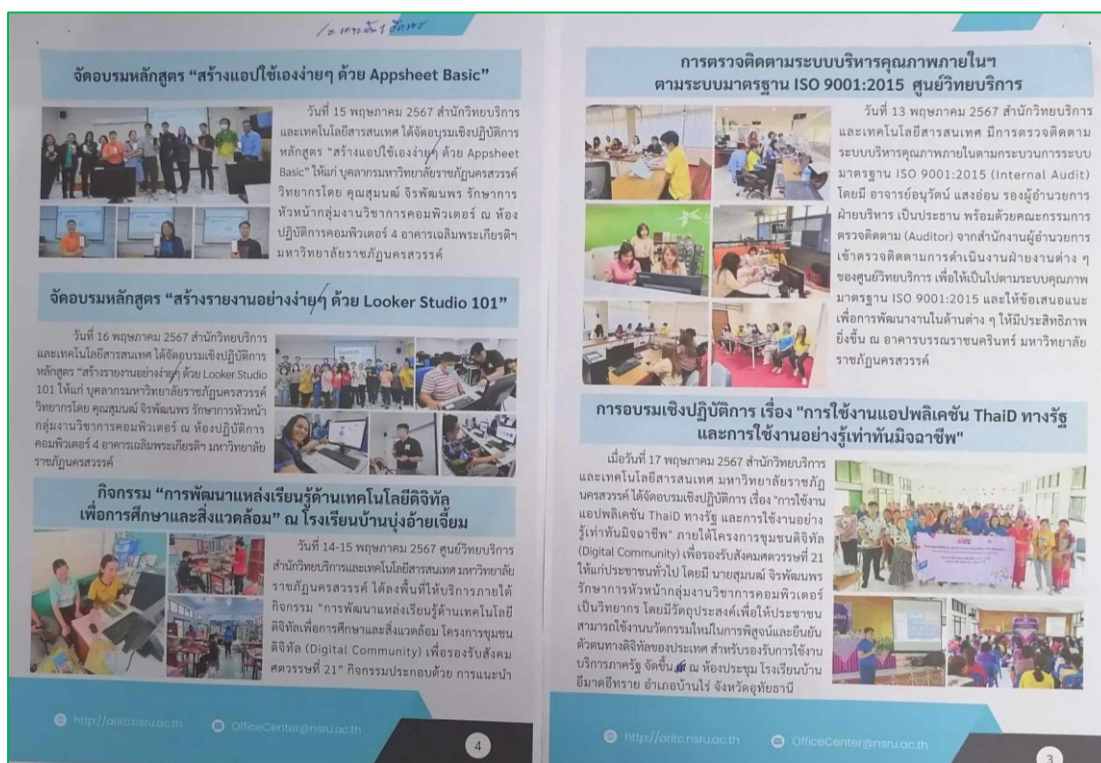 จัดอบรมหลักสูตร “สร้างแอปใช้เองง่ายๆ ด้วย Appsheet Basic”
วันที่ 15 พฤษภาคม 2567 สำนักวิทยบริการ
และเทคโนโลยีสารสนเทศ ได้จัดอบรมเชิงปฏิบัติการ
หลักสูตร “สร้างแอปใช้เองง่ายๆ ด้วย Appsheet
Basic” ให้แก่ บุคลากรมหาวิทยาลัยราชภัฏนครสวรรค์
วิทยากรโดย คุณสุมนฒ์ จิรพัฒนพร รักษาการ
หัวหน้ากลุ่มงานวิชาการคอมพิวเตอร์ ณ ห้อง
ปฏิบัติการคอมพิวเตอร์ 4 อาคารเฉลิมพระเกียรติฯ
มหาวิทยาลัยราชภัฏนครสวรรค์
จัดอบรมหลักสูตร “สร้างรายงานอย่างง่ายๆ ด้วย Looker Studio 101”
วันที่ 16 พฤษภาคม 2567 สำนักวิทยบริการ
และเทคโนโลยีสารสนเทศ ได้จัดอบรมเชิงปฏิบัติการ
หลักสูตร “สร้างรายงานอย่างง่ายๆ ด้วย Looker Studio
101 ให้แก่ บุคลากรมหาวิทยาลัยราชภัฏนครสวรรค์
วิทยากรโดย คุณสุมนฒ์ จิรพัฒนพร รักษาการหัวหน้า
กลุ่มงานวิชาการคอมพิวเตอร์ ณ ห้องปฏิบัติการ
คอมพิวเตอร์ 4 อาคารเฉลิมพระเกียรติฯ มหาวิทยาลัย
ราชภัฏนครสวรรค์
กิจกรรม “การพัฒนาแหล่งเรียนรู้ด้านเทคโนโลยีดิจิทัล
เพื่อการศึกษาและสิ่งแวดล้อม” ณ โรงเรียนบ้านบุ่งอ้ายเจี้ยม
วันที่ 14-15 พฤษภาคม 2567 ศูนย์วิทยบริการ
สำนักวิทยบริการและเทคโนโลยีสารสนเทศ มหาวิทยาลัย
ราชภัฏนครสวรรค์ ได้ลงพื้นที่ให้บริการภายใต้
กิจกรรม “การพัฒนาแหล่งเรียนรู้ด้านเทคโนโลยี
ดิจิทัลเพื่อการศึกษาและสิ่งแวดล้อม โครงการชุมชน
ดิจิทัล (Digital Community) เพื่อรองรับสังคม
ศตวรรษที่ 21” กิจกรรมประกอบด้วย การแนะนำ
http://aritc.nsru.ac.th OfficeCenter@nsru.ac.th
4
การตรวจติดตามระบบบริหารคุณภาพภายในฯ
ตามระบบมาตรฐาน ISO 9001:2015 ศูนย์วิทยบริการ
วันที่ 13 พฤษภาคม 2567 สำนักวิทยบริการ
และเทคโนโลยีสารสนเทศ มีการตรวจติดตาม
ระบบบริหารคุณภาพภายในตามกระบวนการระบบ
มาตรฐาน ISO 9001:2015 (Internal Audit)
โดยมี อาจารย์อนุวัตน์ แสงอ่อน รองผู้อำนวยการ
ฝ่ายบริหาร เป็นประธาน พร้อมด้วยคณะกรรมการ
ตรวจติดตาม (Auditor) จากสำนักงานผู้อำนวยการ
เข้าตรวจติดตามการดำเนินงานฝ่ายงานต่าง ๆ
ของศูนย์วิทยบริการ เพื่อให้เป็นไปตามระบบคุณภาพ
มาตรฐาน ISO 9001:2015 และให้ข้อเสนอแนะ
เพื่อการพัฒนางานในด้านต่าง ๆ ให้มีประสิทธิภาพ
ยิ่งขึ้น ณ อาคารบรรณราชนครินทร์ มหาวิทยาลัย
ราชภัฏนครสวรรค์
การอบรมเชิงปฏิบัติการ เรื่อง "การใช้งานแอปพลิเคชัน ThaiD ทางรัฐ
และการใช้งานอย่างรู้เท่าทันมิจฉาชีพ"
เมื่อวันที่ 17 พฤษภาคม 2567 สำนักวิทยบริการ
และเทคโนโลยีสารสนเทศ มหาวิทยาลัยราชภัฏ
นครสวรรค์ ได้จัดอบรมเชิงปฏิบัติการ เรื่อง "การใช้งาน
แอปพลิเคชัน ThaiD ทางรัฐ และการใช้งานอย่าง
รู้เท่าทันมิจฉาชีพ" ภายใต้โครงการชุมชนดิจิทัล
(Digital Community) เพื่อรองรับสังคมศตวรรษที่ 21
ให้แก่ประชาชนทั่วไป โดยมี นายสุมนฒ์ จิรพัฒนพร
รักษาการหัวหน้ากลุ่มงานวิชาการคอมพิวเตอร์
เป็นวิทยากร โดยมีวัตถุประสงค์เพื่อให้ประชาชน
สามารถใช้งานนวัตกรรมใหม่ในการพิสูจน์และยืนยัน
ตัวตนทางดิจิทัลของประเทศ สำหรับรองรับการใช้งาน
บริการภาครัฐ จัดขึ้น ณ ห้องประชุม โรงเรียนบ้าน
อีมาดอีทราย อำเภอบ้านไร่ จังหวัดอุทัยธานี
http://aritc.nsru.ac.th OfficeCenter@nsru.ac.th
3